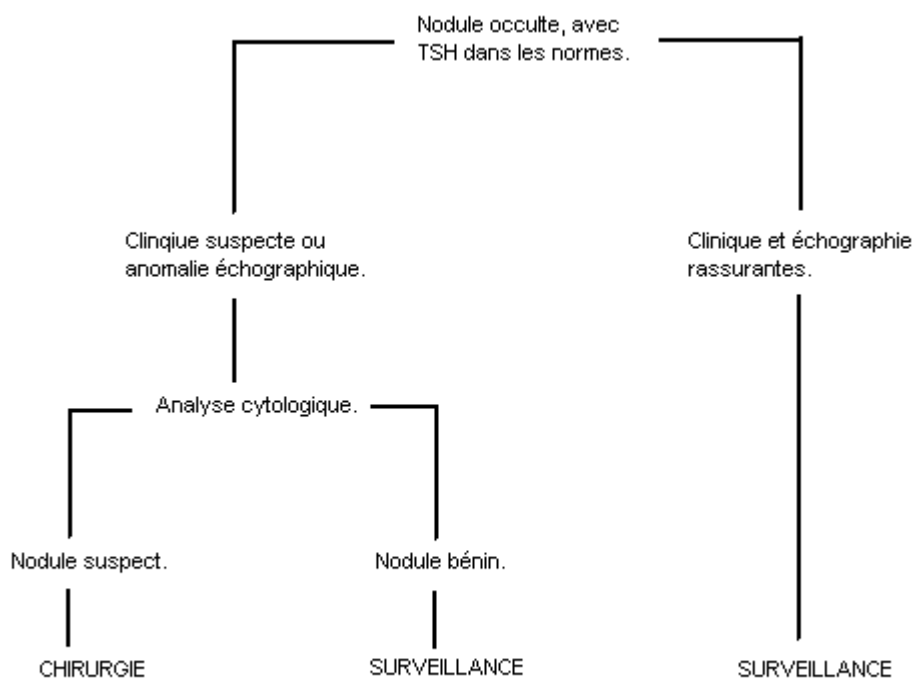 Nodule occulte, avec
TSH dans les normes.
Clinqiue suspecte ou
anomalie échographique.
Clinique et échographie
rassurantes.
Analyse cytologique.
Nodule suspect.
Nodule bénin.
CHIRURGIE
SURVEILLANCE
SURVEILLANCE